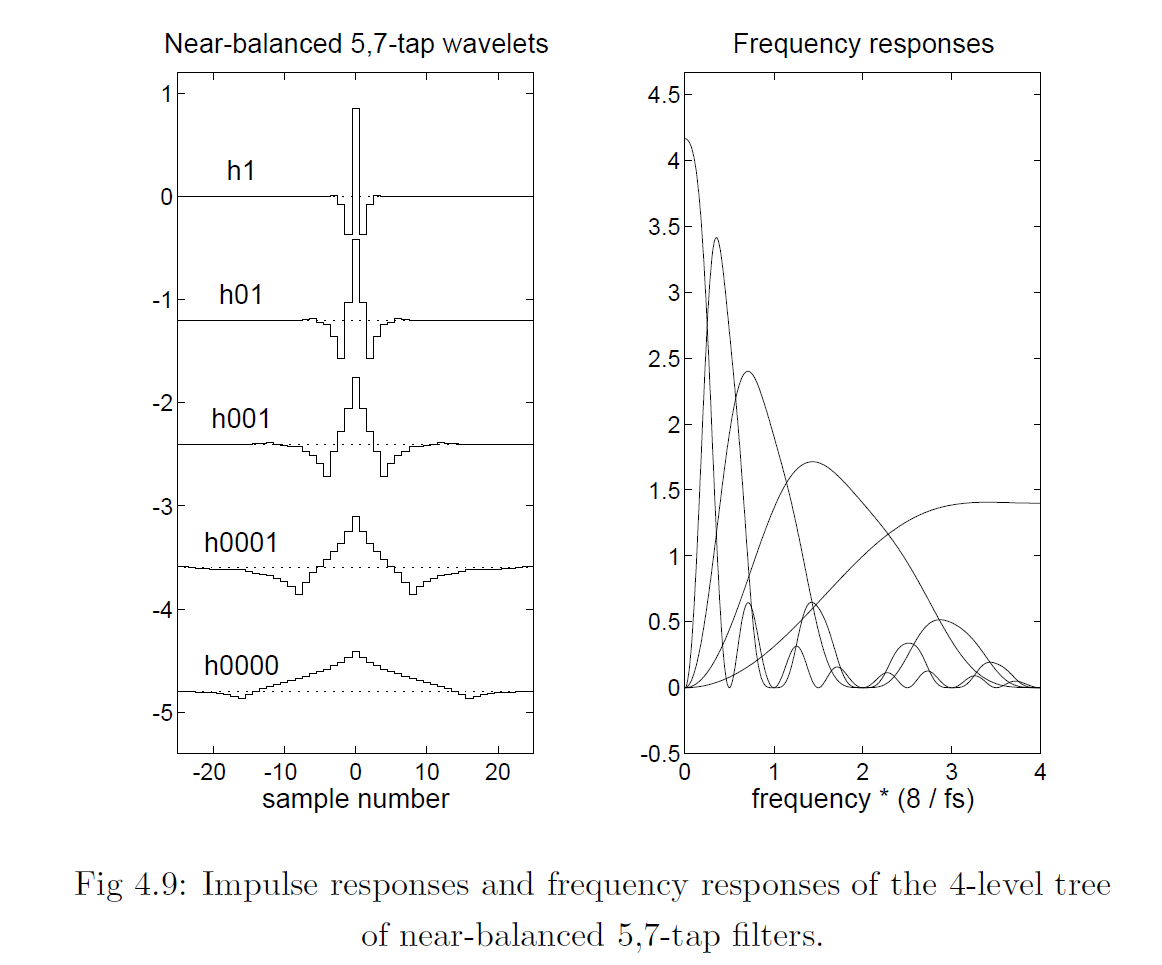 Near-balanced 5,7-tap wavelets
1
0
-1
-2
-3
-4
-5
h1
h01
h001
h0001
h0000
-20 -10 0 10 20
sample number
Frequency responses
4.5
4
3.5
3
2.5
2
1.5
1
0.5
0
-0.5
0 1 2 3 4
frequency * (8 / fs)
Fig 4.9: Impulse responses and frequency responses of the 4-level tree
of near-balanced 5,7-tap filters.